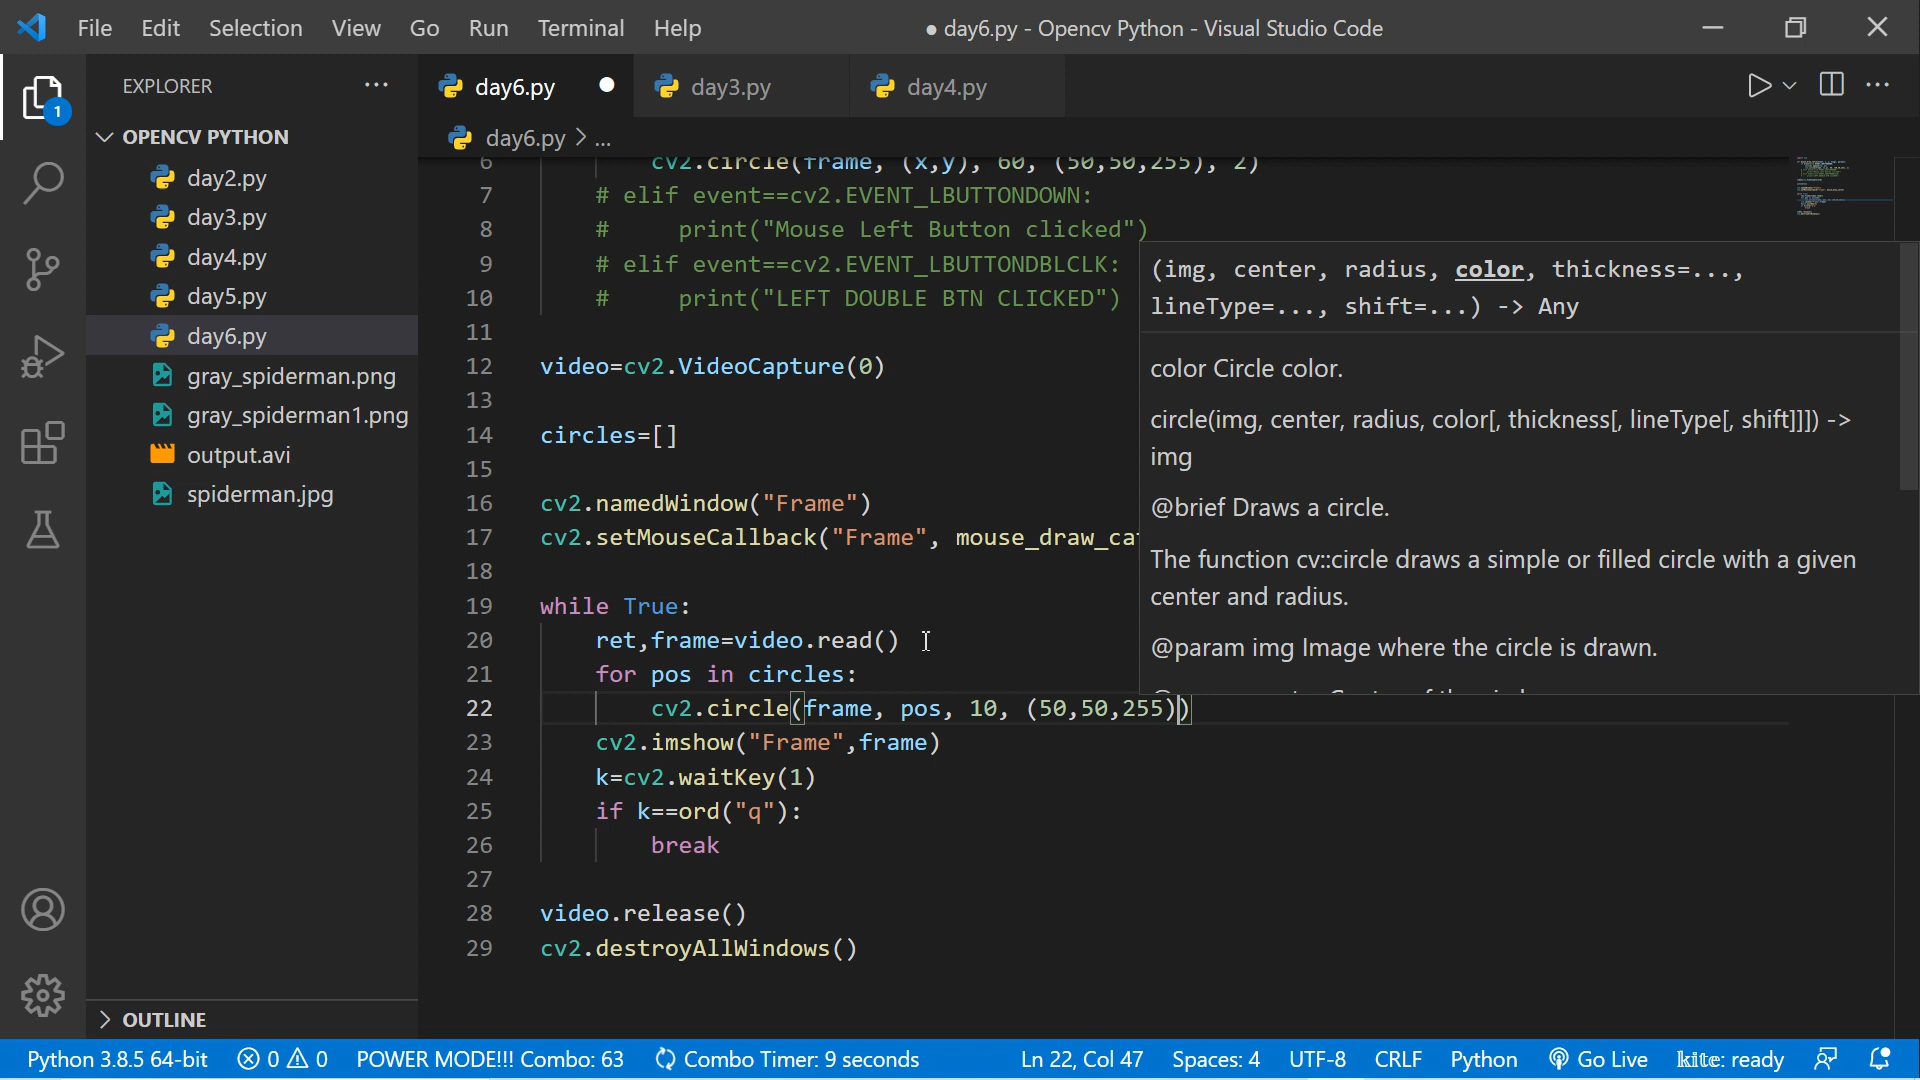 File Edit Selection View Go Run Terminal Help
● day6.py - Opencv Python - Visual Studio Code
EXPLORER ···
1
OPENCV PYTHON
day2.py
day3.py
day4.py
day5.py
day6.py
gray_spiderman.png
gray_spiderman1.png
output.avi
spiderman.jpg
OUTLINE
day6.py ● day3.py day4.py
day6.py > ...
6 cv2.circle(frame, (x,y), 60, (50,50,255), 2)
7 # elif event==cv2.EVENT_LBUTTONDOWN:
8 #     print("Mouse Left Button clicked")
9 # elif event==cv2.EVENT_LBUTTONDBLCLK:
10 #     print("LEFT DOUBLE BTN CLICKED")
11
12 video=cv2.VideoCapture(0)
13
14 circles=[]
15
16 cv2.namedWindow("Frame")
17 cv2.setMouseCallback("Frame", mouse_draw_ca
18
19 while True:
20 ret,frame=video.read()
21 for pos in circles:
22 cv2.circle(frame, pos, 10, (50,50,255))
23 cv2.imshow("Frame",frame)
24 k=cv2.waitKey(1)
25 if k==ord("q"):
26 break
27
28 video.release()
29 cv2.destroyAllWindows()
(img, center, radius, color, thickness=...,
lineType=..., shift=...) -> Any
color Circle color.
circle(img, center, radius, color[, thickness[, lineType[, shift]]]) ->
img
@brief Draws a circle.
The function cv::circle draws a simple or filled circle with a given
center and radius.
@param img Image where the circle is drawn.
Python 3.8.5 64-bit 0 0 POWER MODE!!! Combo: 63 Combo Timer: 9 seconds Ln 22, Col 47 Spaces: 4 UTF-8 CRLF Python Go Live kite: ready